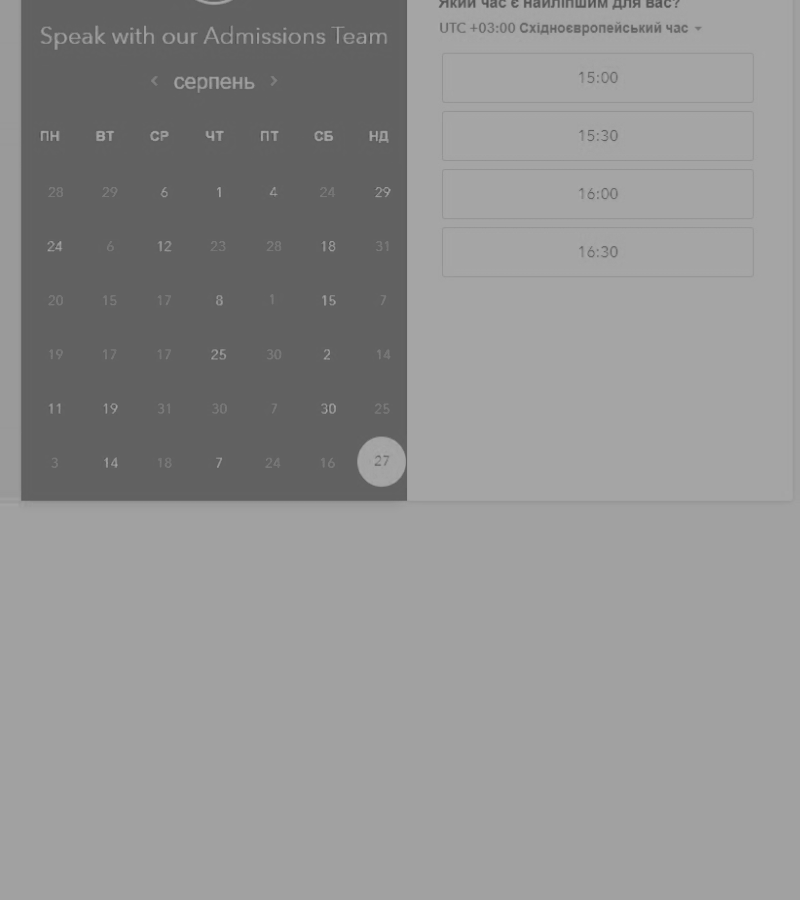 Speak with our Admissions Team
серпень
ПН ВТ СР ЧТ ПТ СБ НД
28 29 6 1 4 24 29
24 6 12 23 28 18 31
20 15 17 8 1 15 7
19 17 17 25 30 2 14
11 19 31 30 7 30 25
3 14 18 7 24 16 27
Який час є найліпшим для вас?
UTC +03:00 Східноєвропейський час
15:00
15:30
16:00
16:30